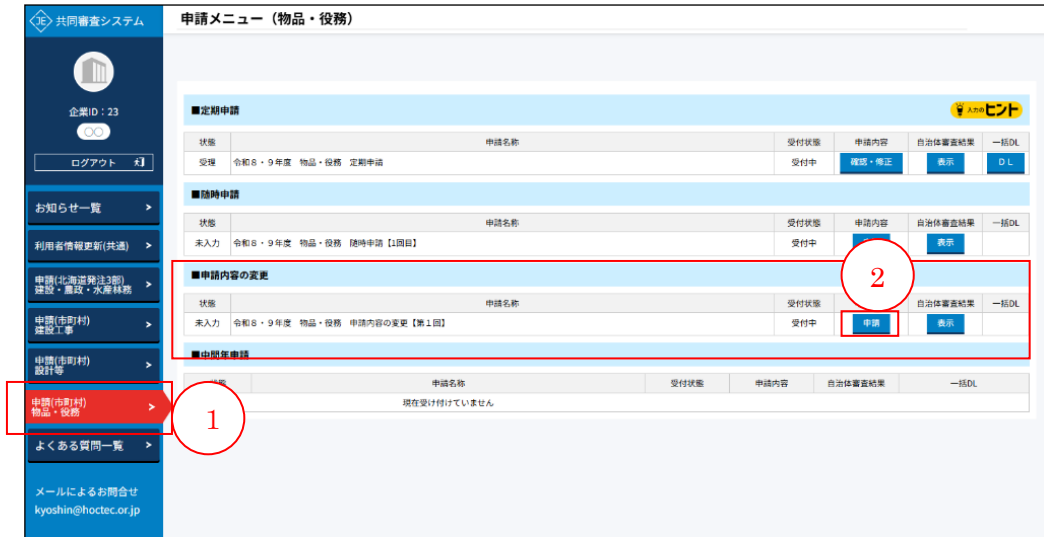 JE 共同審査システム
企業ID：23
○○
ログアウト
お知らせ一覧 >
利用者情報更新(共通) >
申請(北海道発注3部)
建設・農政・水産林務 >
申請(市町村)
建設工事 >
申請(市町村)
設計等 >
申請(市町村)
物品・役務 >
よくある質問一覧 >
メールによるお問合せ
kyoshin@hoctec.or.jp
1
申請メニュー（物品・役務）
■定期申請
入力のヒント
状態 申請名称 受付状態 申請内容 自治体審査結果 一括DL
受理 令和８・９年度 物品・役務 定期申請 受付中 確認・修正 表示 ＤＬ
■随時申請
状態 申請名称 受付状態 申請内容 自治体審査結果 一括DL
未入力 令和８・９年度 物品・役務 随時申請【1回目】 受付中 表示
■申請内容の変更
2
状態 申請名称 受付状態 自治体審査結果 一括DL
未入力 令和８・９年度 物品・役務 申請内容の変更【第１回】 受付中 申請 表示
■中間年申請
申請名称 受付状態 申請内容 自治体審査結果 一括DL
現在受け付けていません